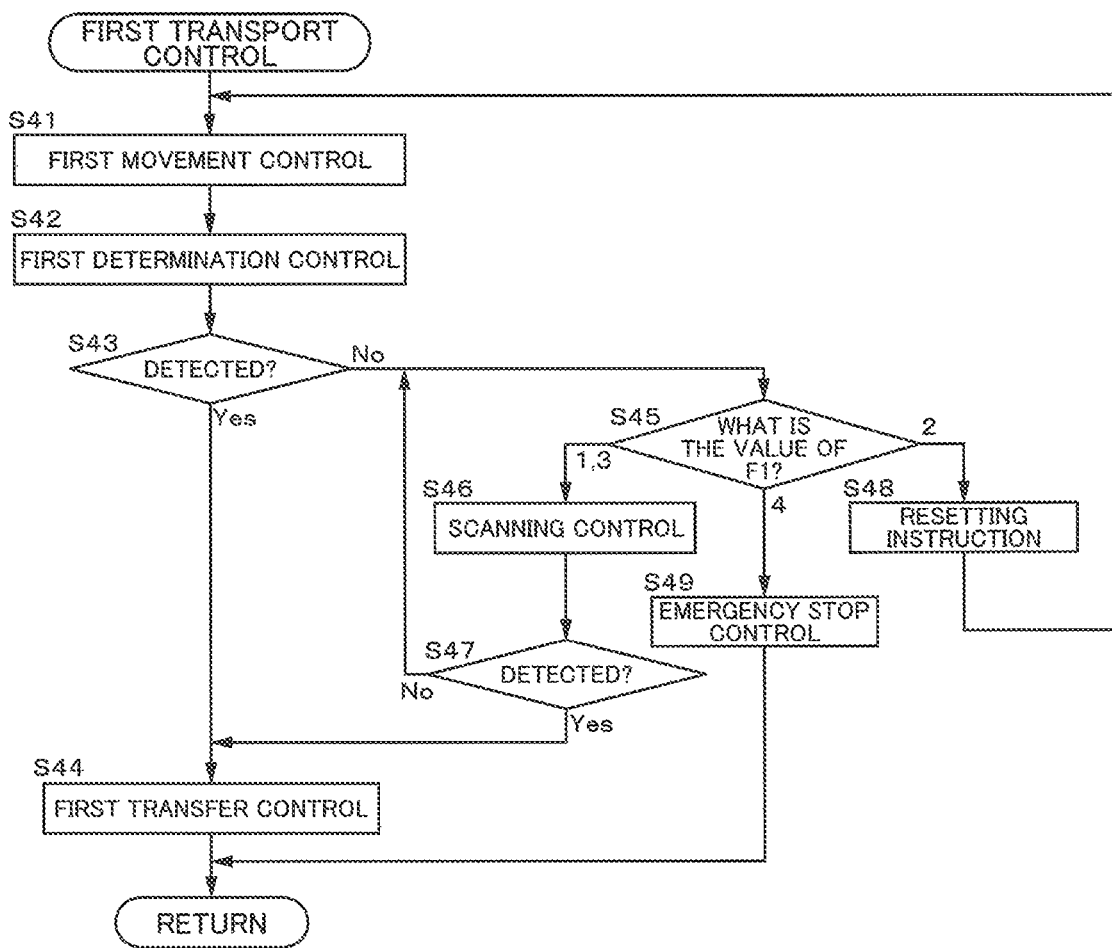 FIRST TRANSPORT
CONTROL
S41
FIRST MOVEMENT CONTROL
S42
FIRST DETERMINATION CONTROL
S43
DETECTED?
No
Yes
S45
WHAT IS
THE VALUE OF
F1?
2
1,3
4
S46
SCANNING CONTROL
S48
RESETTING
INSTRUCTION
S49
EMERGENCY STOP
CONTROL
S47
DETECTED?
No
Yes
S44
FIRST TRANSFER CONTROL
RETURN